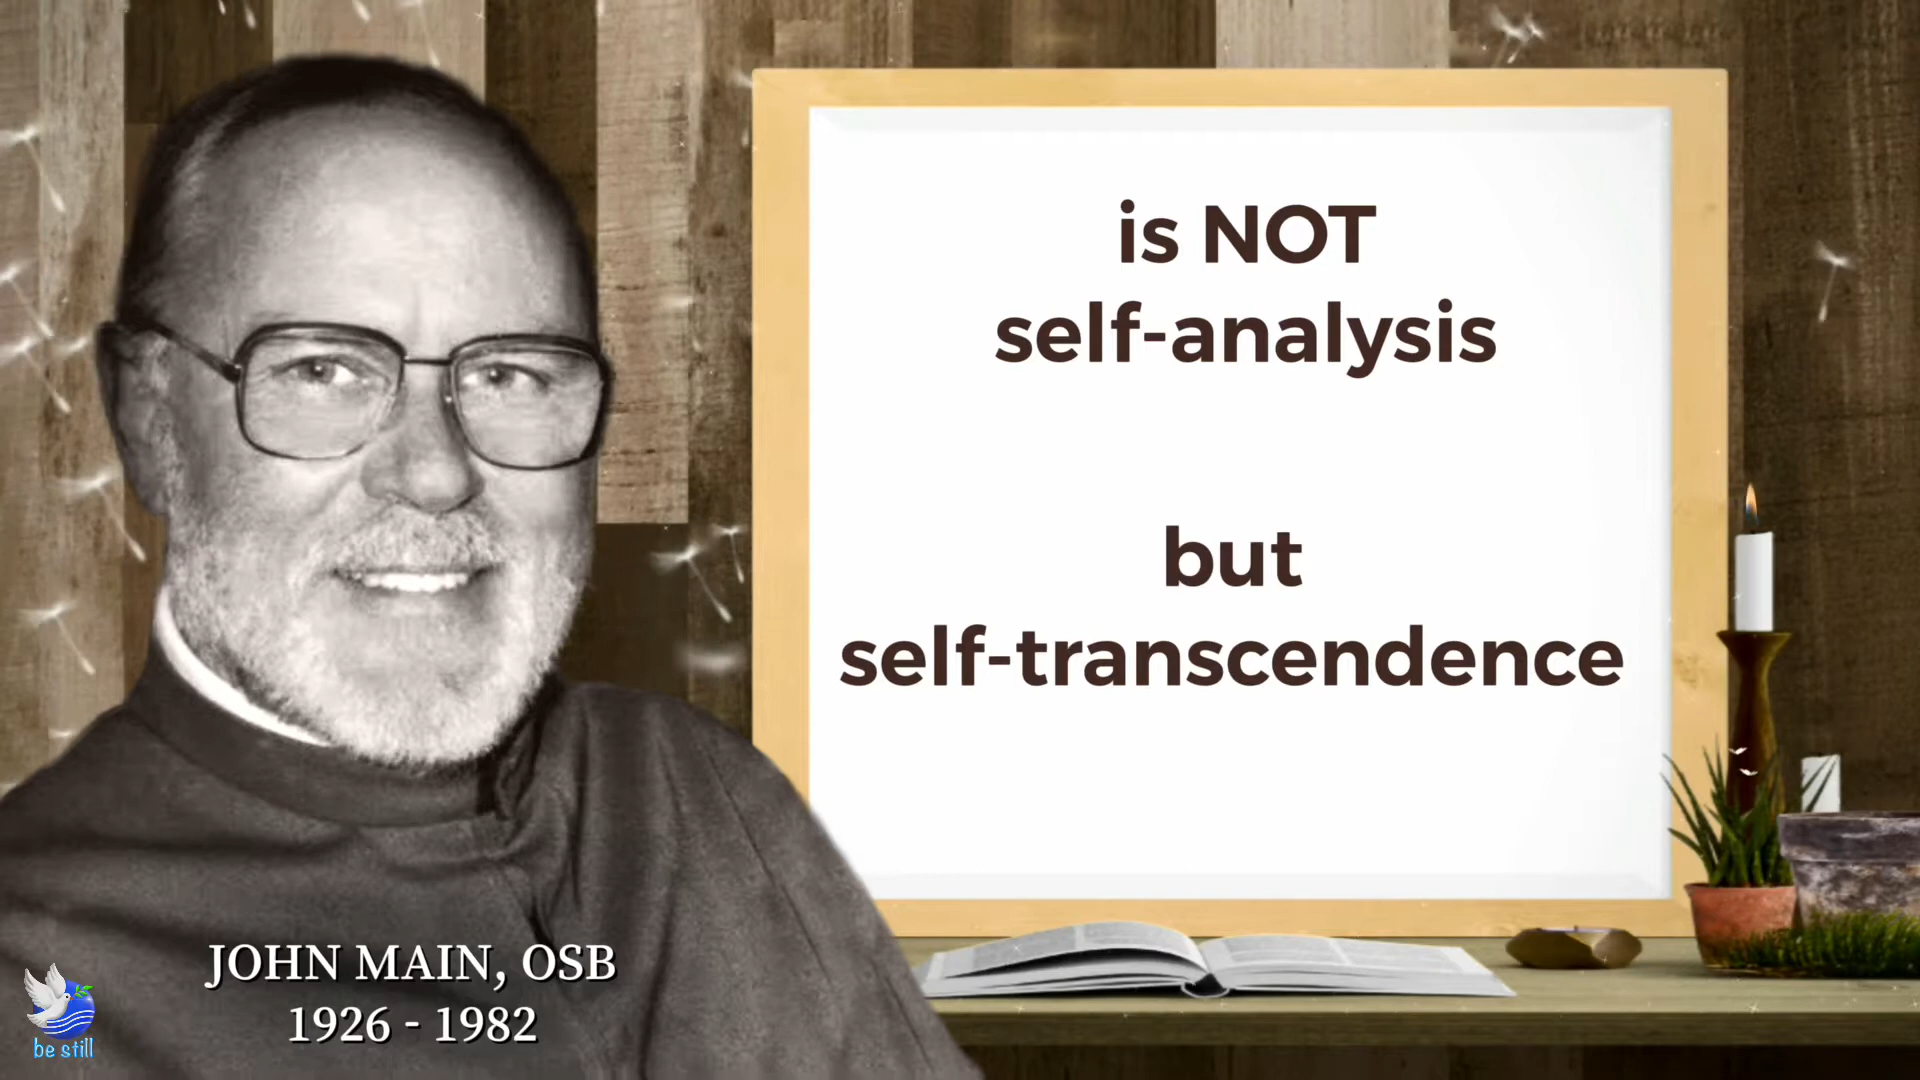 is NOT
self-analysis
but
self-transcendence
JOHN MAIN, OSB
1926 - 1982
be still